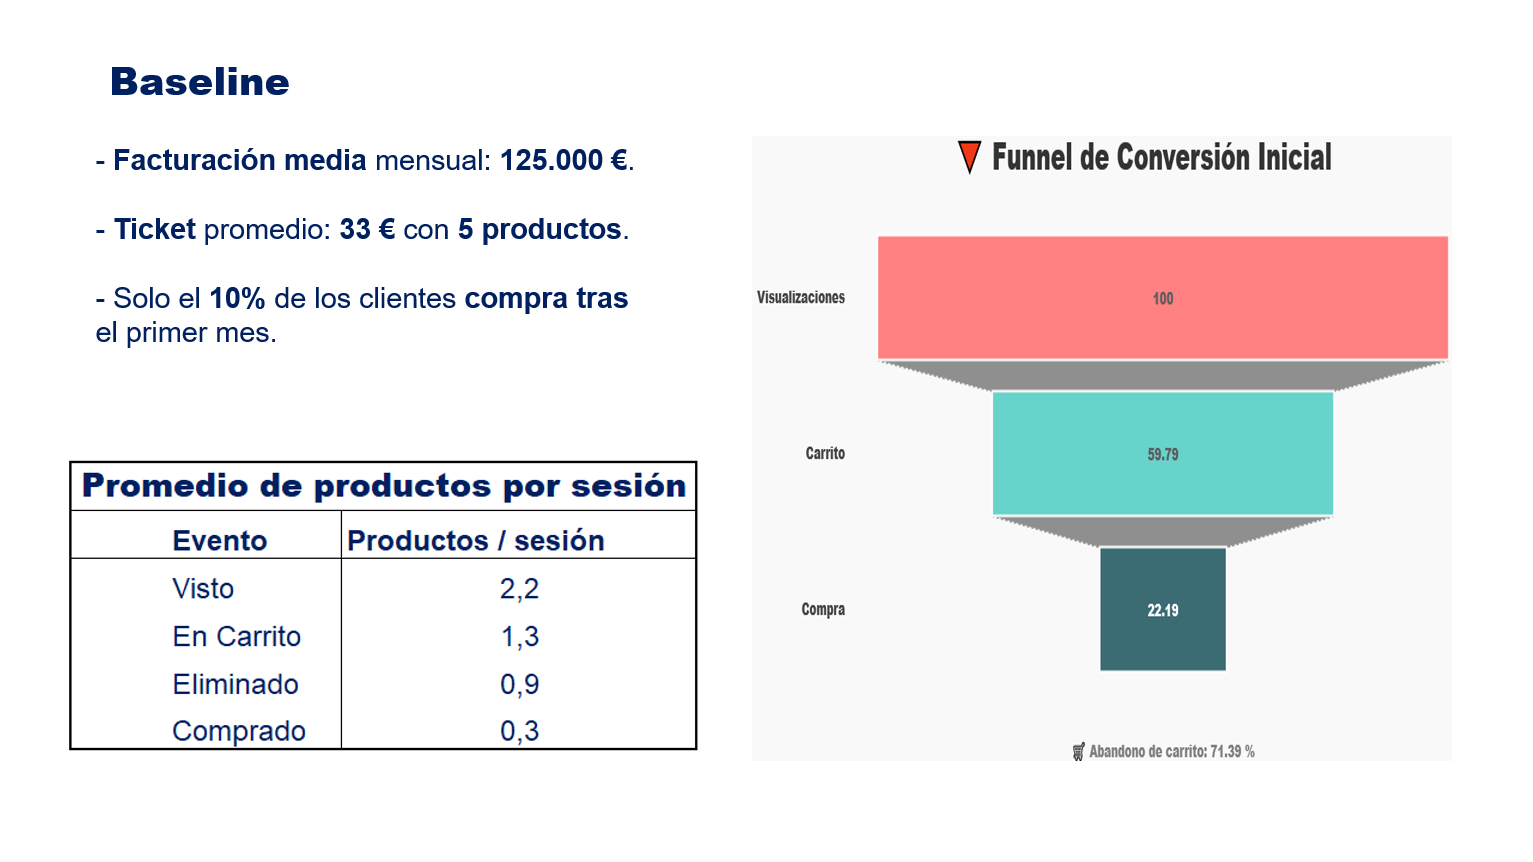 Baseline
- Facturación media mensual: 125.000 €.
- Ticket promedio: 33 € con 5 productos.
- Solo el 10% de los clientes compra tras
el primer mes.
Promedio de productos por sesión
Evento Productos / sesión
Visto 2,2
En Carrito 1,3
Eliminado 0,9
Comprado 0,3
Funnel de Conversión Inicial
Visualizaciones 100
Carrito 59.79
Compra 22.19
Abandono de carrito: 71.39 %